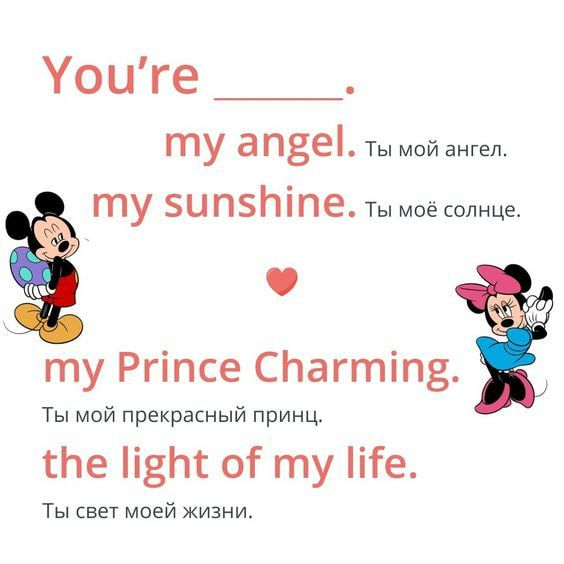 You’re ______.
my angel. Ты мой ангел.
my sunshine. Ты моё солнце.
my Prince Charming.
Ты мой прекрасный принц.
the light of my life.
Ты свет моей жизни.